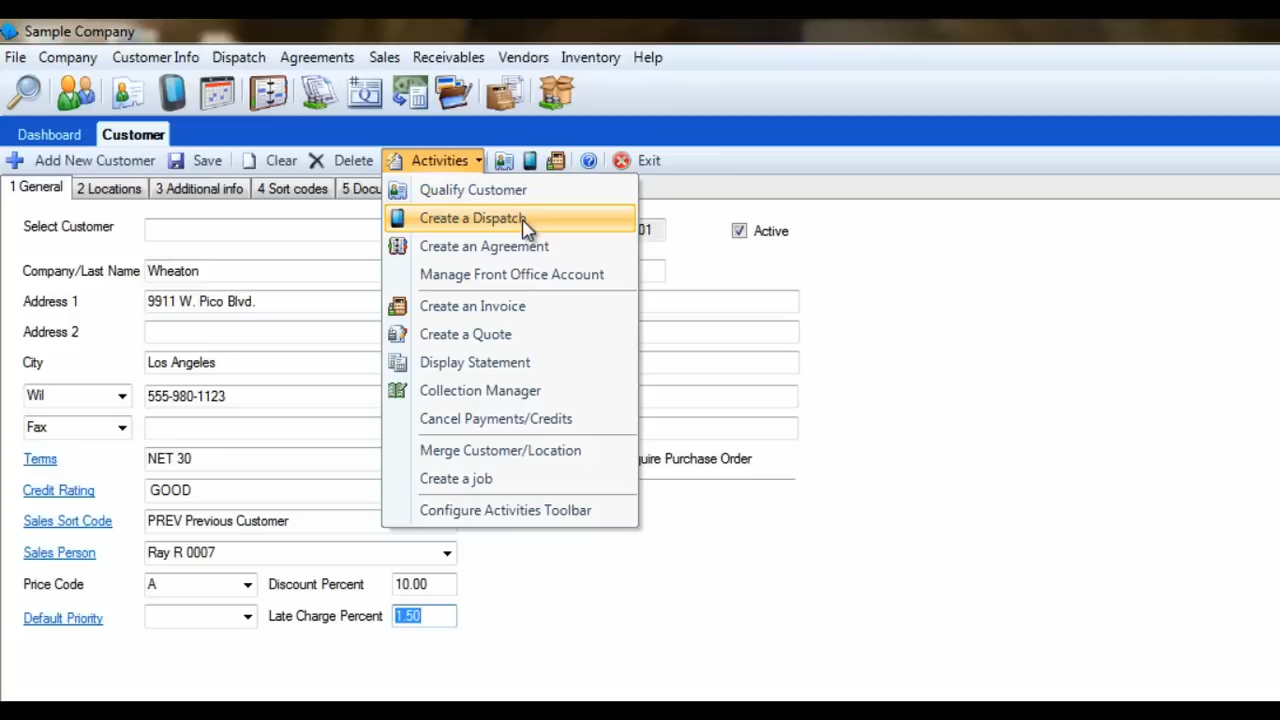 Sample Company
File Company Customer Info Dispatch Agreements Sales Receivables Vendors Inventory Help
Dashboard Customer
Add New Customer Save Clear Delete Activities Exit
1 General 2 Locations 3 Additional info 4 Sort codes 5 Docu
Qualify Customer
Select Customer
Create a Dispatch
01
Active
Create an Agreement
Company/Last Name Wheaton
Manage Front Office Account
Address 1 9911 W. Pico Blvd.
Create an Invoice
Address 2
Create a Quote
City Los Angeles
Display Statement
Wil 555-980-1123
Collection Manager
Fax
Cancel Payments/Credits
Terms NET 30
Merge Customer/Location
quire Purchase Order
Create a job
Credit Rating GOOD
Configure Activities Toolbar
Sales Sort Code PREV Previous Customer
Sales Person Ray R 0007
Price Code A Discount Percent 10.00
Default Priority Late Charge Percent 1.50